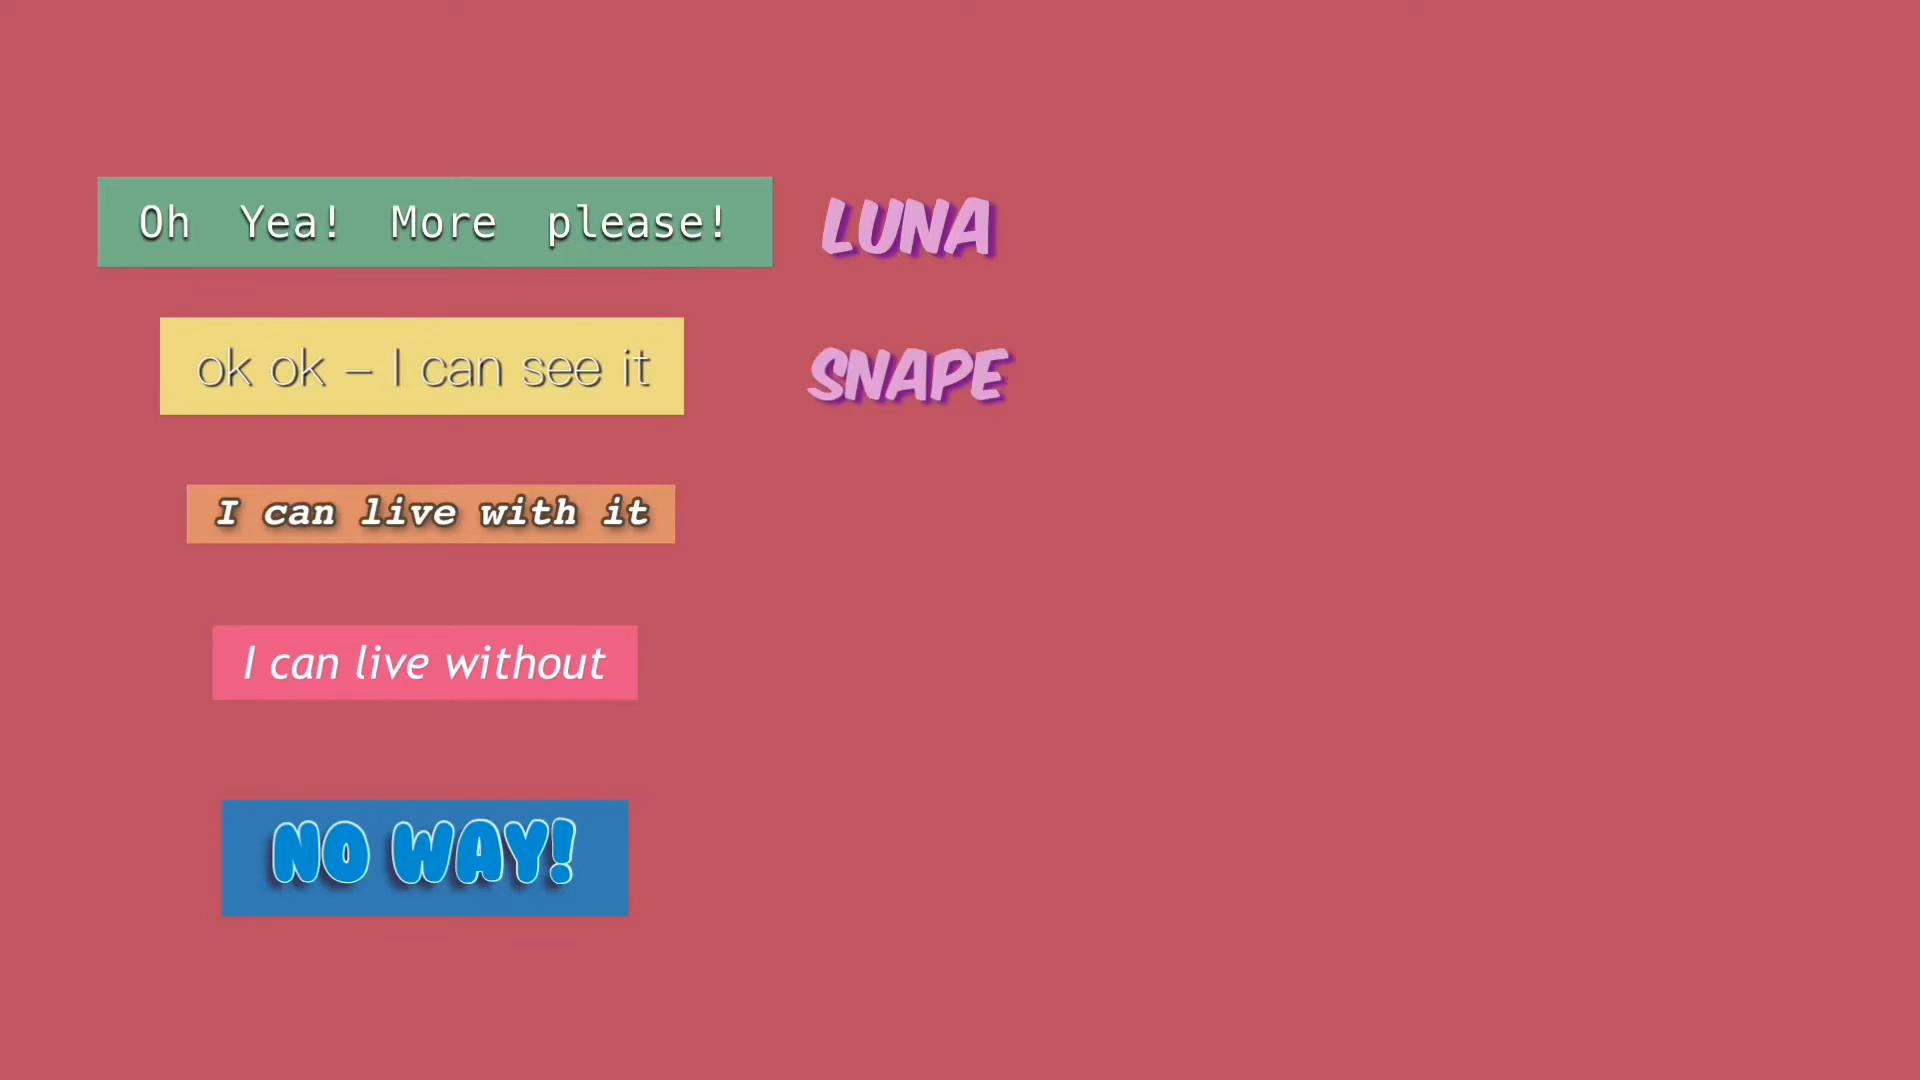 Oh Yea! More please! LUNA
ok ok – I can see it SNAPE
I can live with it
I can live without
NO WAY!